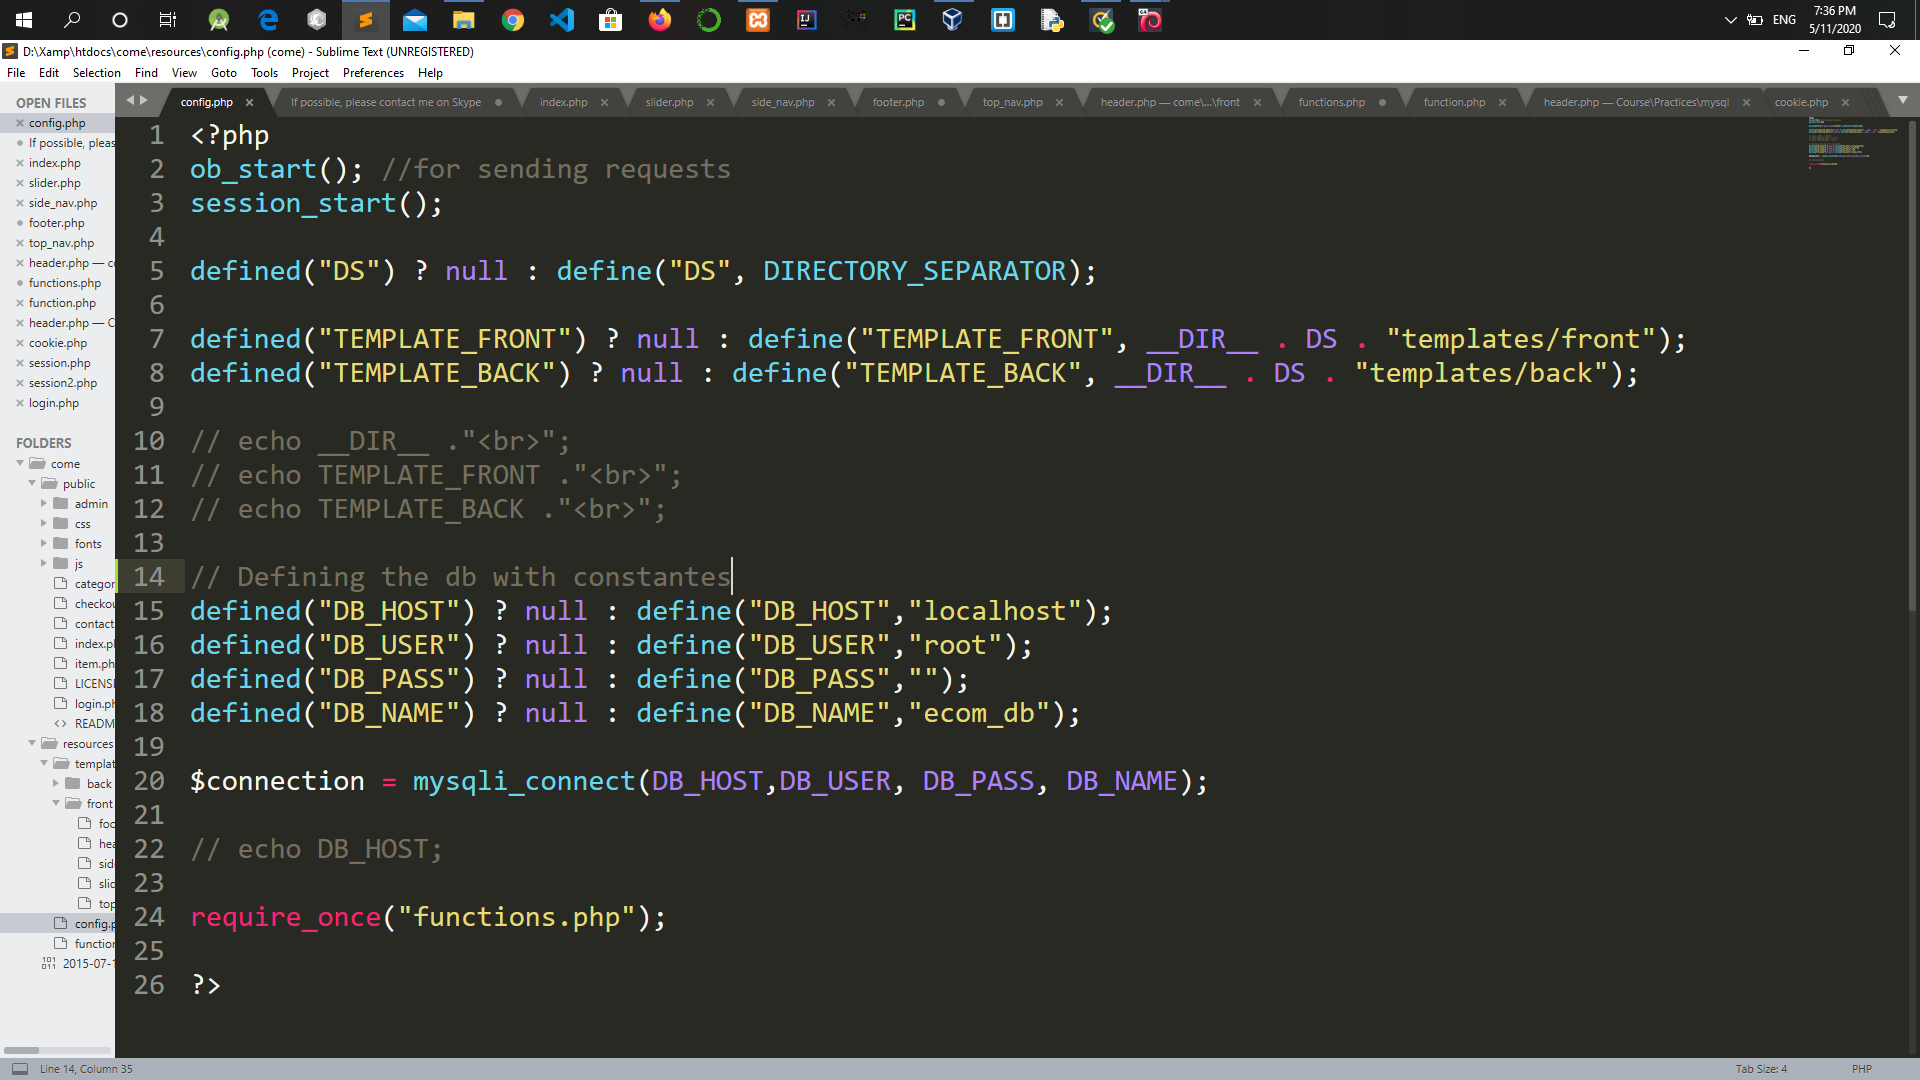 ENG
7:36 PM
5/11/2020
D:\Xamp\htdocs\come\resources\config.php (come) - Sublime Text (UNREGISTERED)
File Edit Selection Find View Goto Tools Project Preferences Help
OPEN FILES
config.php
If possible, pleas
index.php
slider.php
side_nav.php
footer.php
top_nav.php
header.php — co
functions.php
function.php
header.php — C
cookie.php
session.php
session2.php
login.php
FOLDERS
come
public
admin
css
fonts
js
categor
checkou
contact
index.p
item.ph
LICENS
login.ph
READM
resources
templat
back
front
foo
hea
sid
slid
top
config.p
function
2015-07-1
config.php If possible, please contact me on Skype index.php slider.php side_nav.php footer.php top_nav.php header.php — come\...\front functions.php function.php header.php — Course\Practices\mysql cookie.php
1 <?php
2 ob_start(); //for sending requests
3 session_start();
4
5 defined("DS") ? null : define("DS", DIRECTORY_SEPARATOR);
6
7 defined("TEMPLATE_FRONT") ? null : define("TEMPLATE_FRONT", __DIR__ . DS . "templates/front");
8 defined("TEMPLATE_BACK") ? null : define("TEMPLATE_BACK", __DIR__ . DS . "templates/back");
9
10 // echo __DIR__ ."<br>";
11 // echo TEMPLATE_FRONT ."<br>";
12 // echo TEMPLATE_BACK ."<br>";
13
14 // Defining the db with constantes
15 defined("DB_HOST") ? null : define("DB_HOST","localhost");
16 defined("DB_USER") ? null : define("DB_USER","root");
17 defined("DB_PASS") ? null : define("DB_PASS","");
18 defined("DB_NAME") ? null : define("DB_NAME","ecom_db");
19
20 $connection = mysqli_connect(DB_HOST,DB_USER, DB_PASS, DB_NAME);
21
22 // echo DB_HOST;
23
24 require_once("functions.php");
25
26 ?>
Line 14, Column 35
Tab Size: 4
PHP